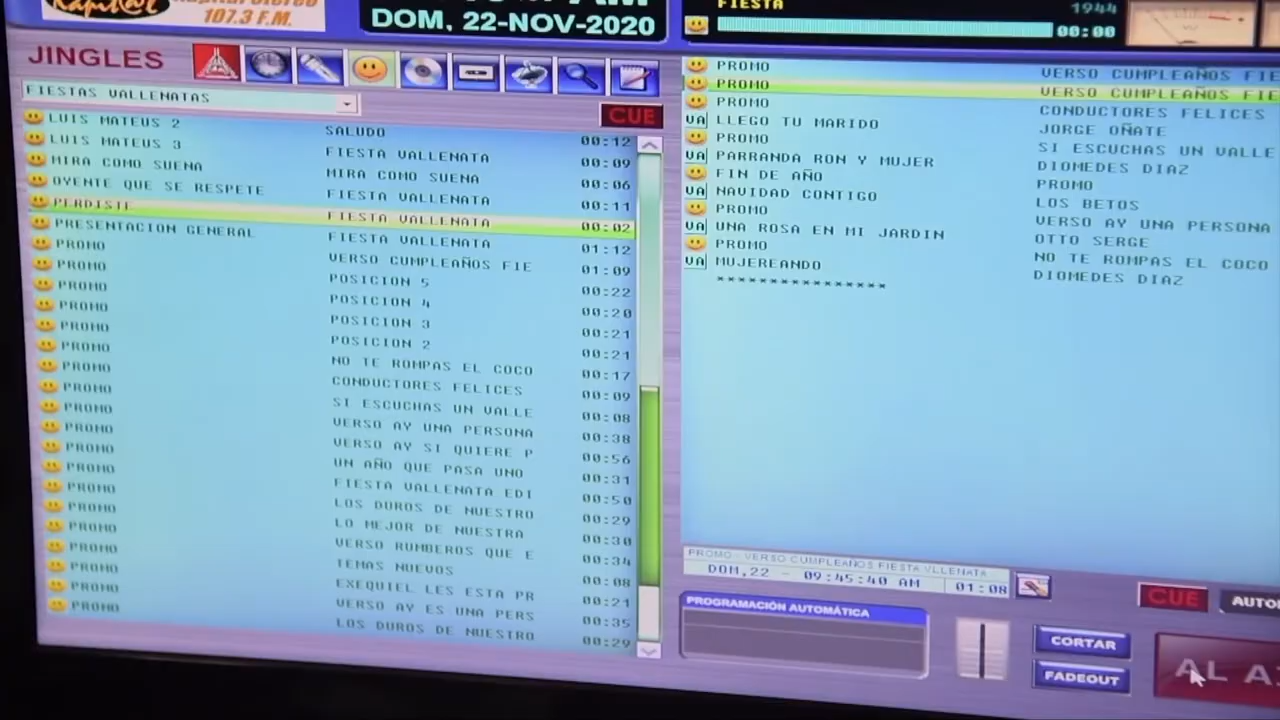 Kapit@l
107.3 F.M.
DOM, 22-NOV-2020
FIESTA
1944
00:00
JINGLES
FIESTAS VALLENATAS
CUE
LUIS MATEUS 2 SALUDO 00:12
LUIS MATEUS 3 FIESTA VALLENATA 00:09
MIRA COMO SUENA MIRA COMO SUENA 00:06
OYENTE QUE SE RESPETE FIESTA VALLENATA 00:11
PERDISTE FIESTA VALLENATA 00:02
PRESENTACION GENERAL FIESTA VALLENATA 01:12
PROMO VERSO CUMPLEAÑOS FIE 01:09
PROMO POSICION 5 00:22
PROMO POSICION 4 00:20
PROMO POSICION 3 00:21
PROMO POSICION 2 00:21
PROMO NO TE ROMPAS EL COCO 00:17
PROMO CONDUCTORES FELICES 00:09
PROMO SI ESCUCHAS UN VALLE 00:08
PROMO VERSO AY UNA PERSONA 00:38
PROMO VERSO AY SI QUIERE P 00:56
PROMO UN AÑO QUE PASA UNO 00:31
PROMO FIESTA VALLENATA EDI 00:50
PROMO LOS DUROS DE NUESTRO 00:29
PROMO LO MEJOR DE NUESTRA 00:30
PROMO VERSO RUMBEROS QUE E 00:34
PROMO TEMAS NUEVOS 00:08
PROMO EXEQUIEL LES ESTA PR 00:21
PROMO VERSO AY ES UNA PERS 00:35
PROMO LOS DUROS DE NUESTRO 00:29
PROMO VERSO CUMPLEAÑOS FIE
PROMO VERSO CUMPLEAÑOS FIE
PROMO CONDUCTORES FELICES
VA LLEGO TU MARIDO JORGE OÑATE
PROMO SI ESCUCHAS UN VALLE
VA PARRANDA RON Y MUJER DIOMEDES DIAZ
FIN DE AÑO PROMO
VA NAVIDAD CONTIGO LOS BETOS
PROMO VERSO AY UNA PERSONA
VA UNA ROSA EN MI JARDIN OTTO SERGE
PROMO NO TE ROMPAS EL COCO
VA MUJEREANDO DIOMEDES DIAZ
***************
PROMO - VERSO CUMPLEAÑOS FIESTA VLLENATA
DOM,22 - 09:45:40 AM 01:08
PROGRAMACIÓN AUTOMÁTICA
CUE
AUTO
CORTAR
FADEOUT
AL AI